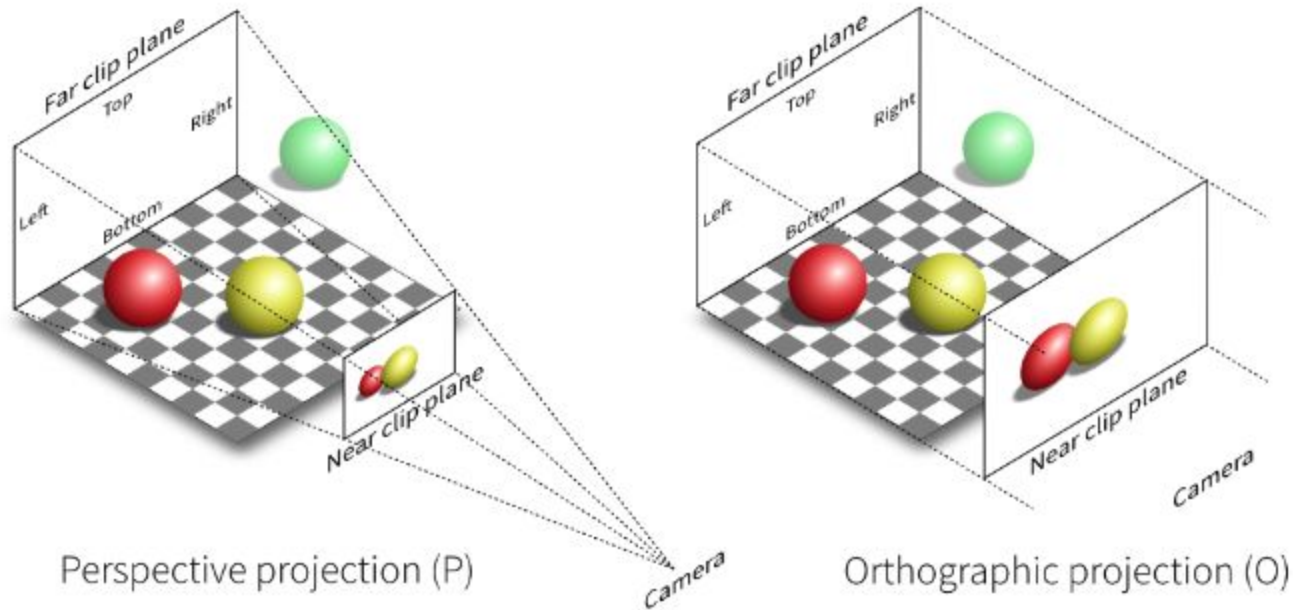 Far clip plane
Top
Right
Left
Bottom
Near clip plane
Camera
Perspective projection (P)
Far clip plane
Top
Right
Left
Bottom
Near clip plane
Camera
Orthographic projection (O)